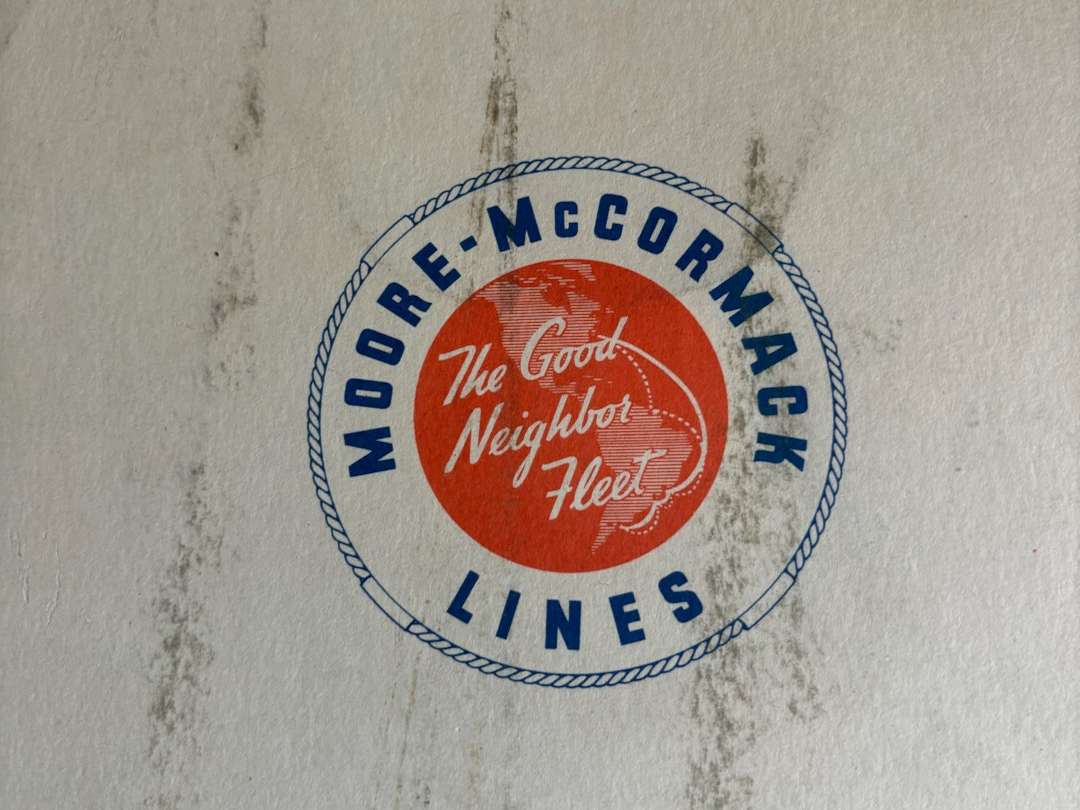 MOORE-McCORMACK
The Good
Neighbor
Fleet
LINES